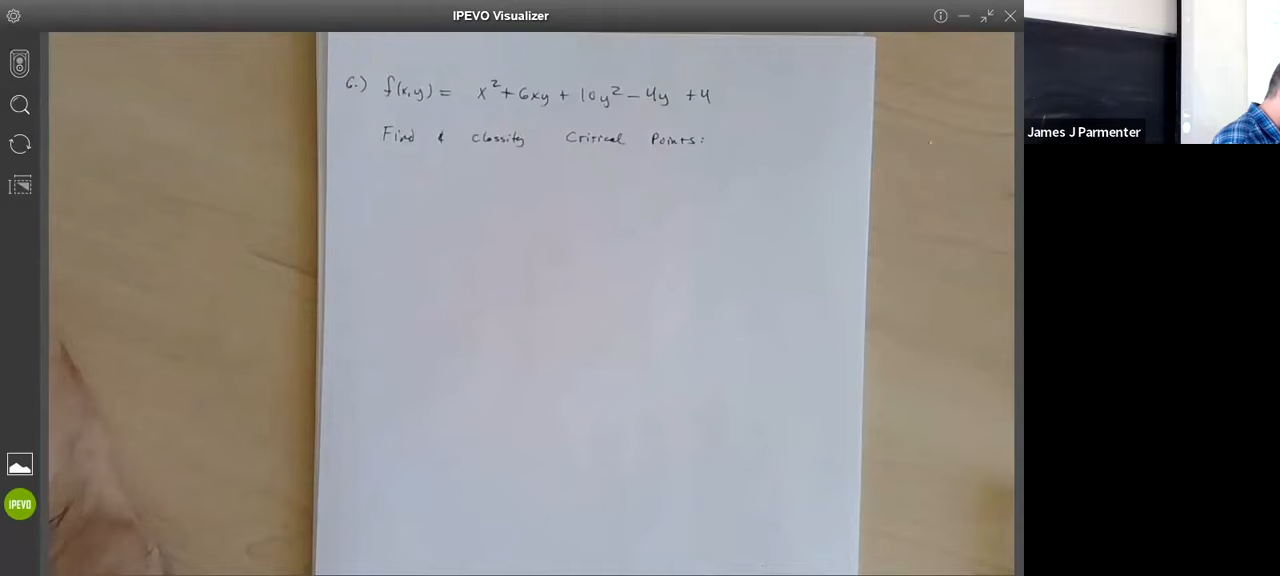 IPEVO Visualizer
6.) f(x,y) = x² + 6xy + 10y² - 4y + 4
Find & Classify Critical Points:
James J Parmenter
IPEVO